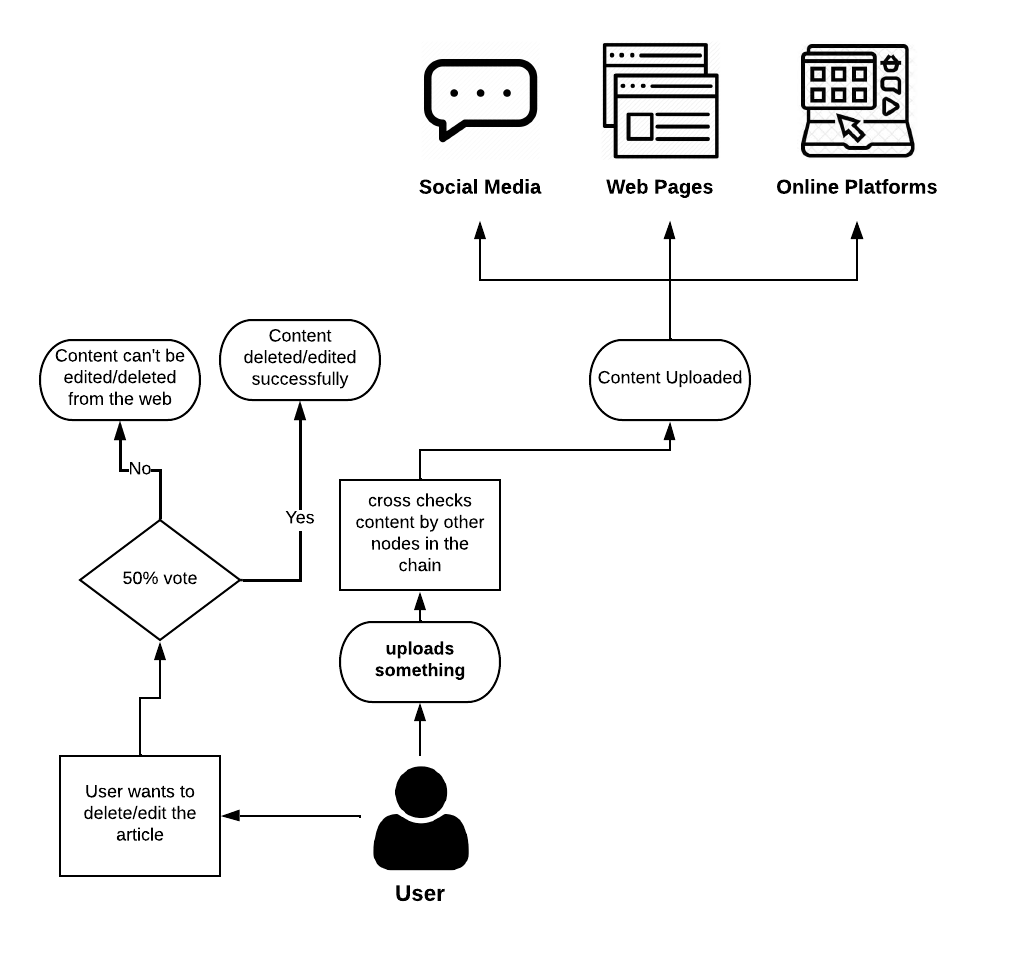 Social Media
Web Pages
Online Platforms
Content can't be
edited/deleted
from the web
Content
deleted/edited
successfully
Content Uploaded
No
Yes
cross checks
content by other
nodes in the
chain
50% vote
uploads
something
User wants to
delete/edit the
article
User